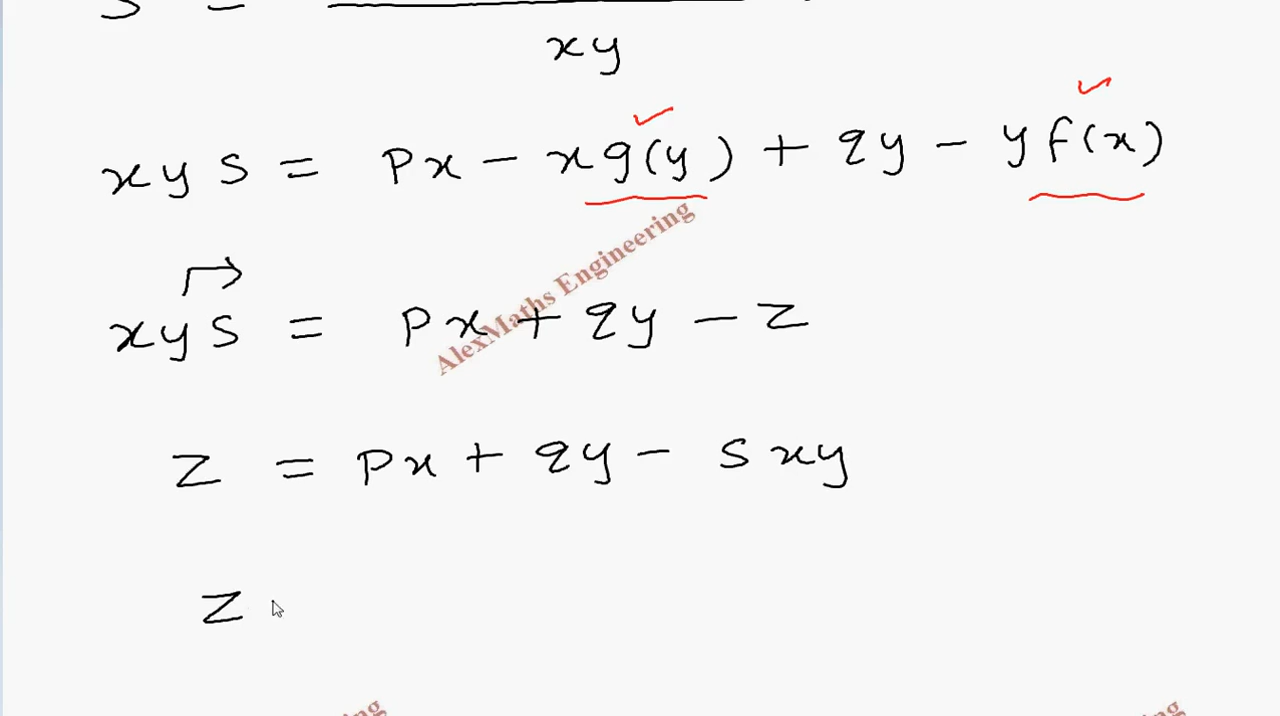 xy
xys = px - xg(y) + qy - yf(x)
xys = px + qy - z
AlexMaths Engineering
z = px + qy - sxy
z